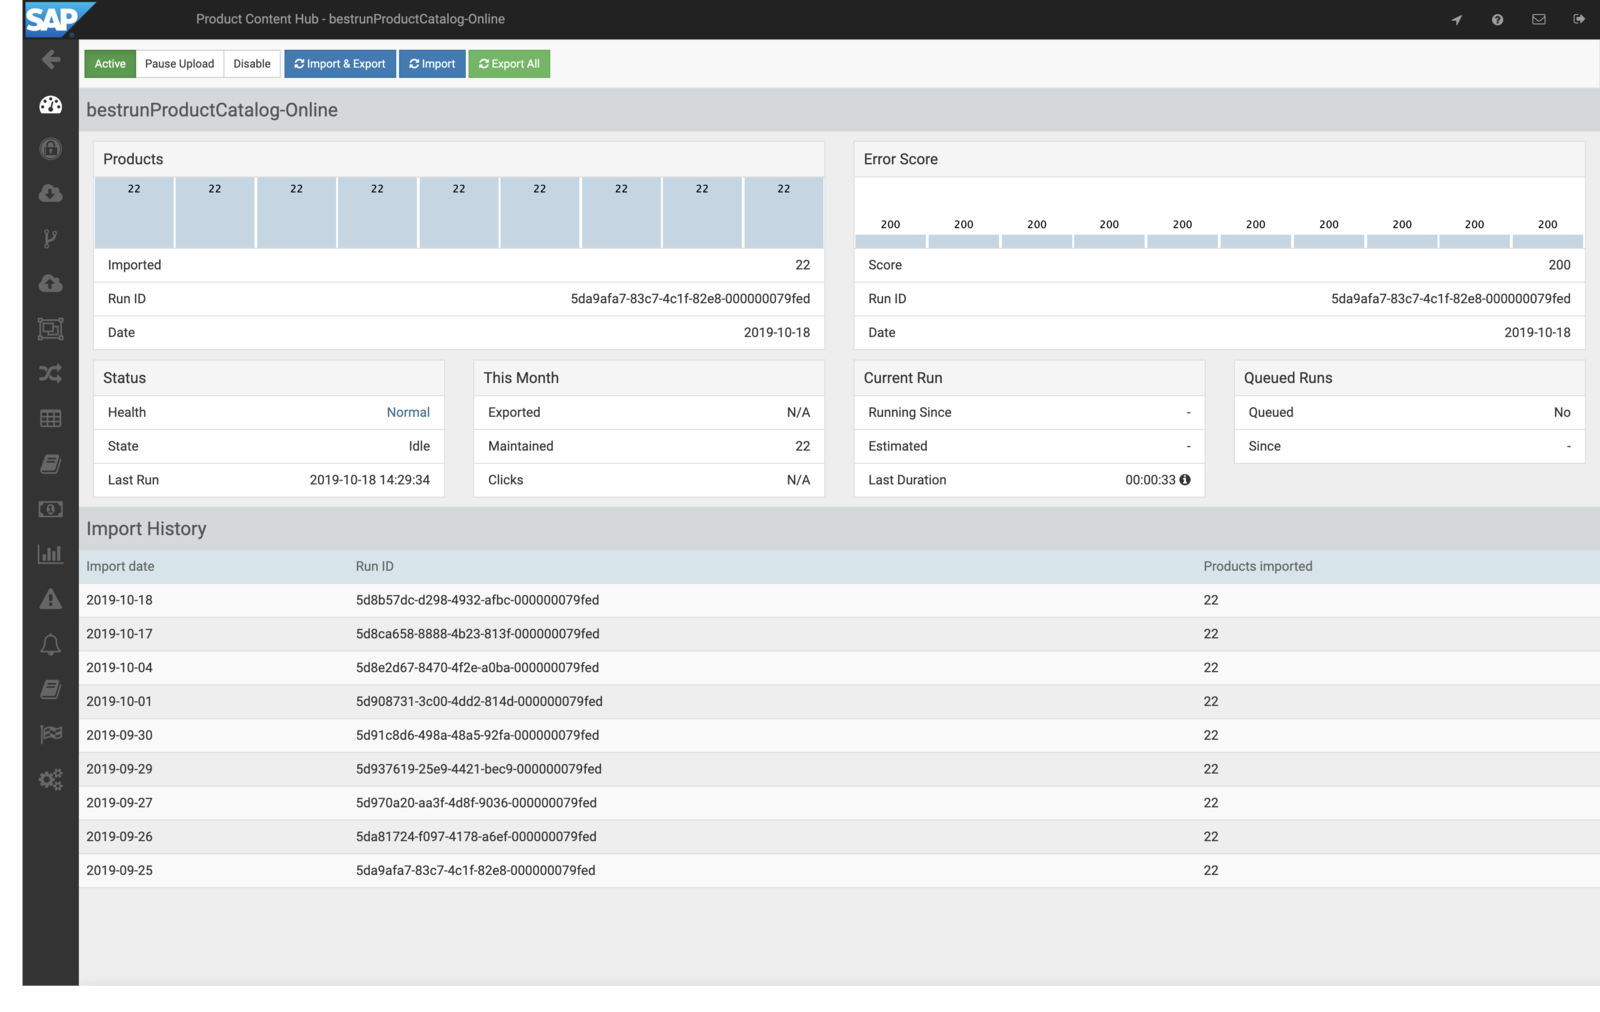 SAP
Product Content Hub - bestrunProductCatalog-Online
Active Pause Upload Disable Import & Export Import Export All
bestrunProductCatalog-Online
Products
22 22 22 22 22 22 22 22 22
Imported 22
Run ID 5da9afa7-83c7-4c1f-82e8-000000079fed
Date 2019-10-18
Error Score
200 200 200 200 200 200 200 200 200 200
Score 200
Run ID 5da9afa7-83c7-4c1f-82e8-000000079fed
Date 2019-10-18
Status
Health Normal
State Idle
Last Run 2019-10-18 14:29:34
This Month
Exported N/A
Maintained 22
Clicks N/A
Current Run
Running Since -
Estimated -
Last Duration 00:00:33
Queued Runs
Queued No
Since -
Import History
Import date Run ID Products imported
2019-10-18 5d8b57dc-d298-4932-afbc-000000079fed 22
2019-10-17 5d8ca658-8888-4b23-813f-000000079fed 22
2019-10-04 5d8e2d67-8470-4f2e-a0ba-000000079fed 22
2019-10-01 5d908731-3c00-4dd2-814d-000000079fed 22
2019-09-30 5d91c8d6-498a-48a5-92fa-000000079fed 22
2019-09-29 5d937619-25e9-4421-bec9-000000079fed 22
2019-09-27 5d970a20-aa3f-4d8f-9036-000000079fed 22
2019-09-26 5da81724-f097-4178-a6ef-000000079fed 22
2019-09-25 5da9afa7-83c7-4c1f-82e8-000000079fed 22